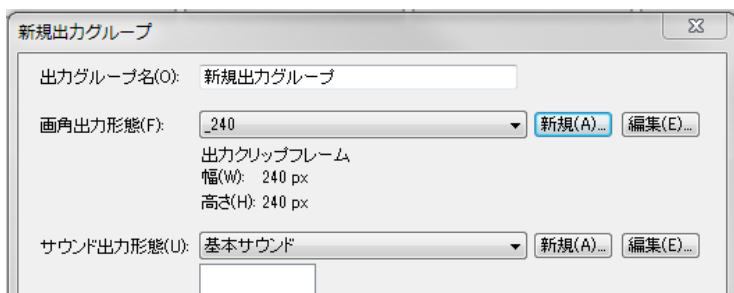 新規出力グループ
出力グループ名(O): 新規出力グループ
画角出力形態(F): _240 新規(A)... 編集(E)...
出力クリップフレーム
幅(W): 240 px
高さ(H): 240 px
サウンド出力形態(U): 基本サウンド 新規(A)... 編集(E)...